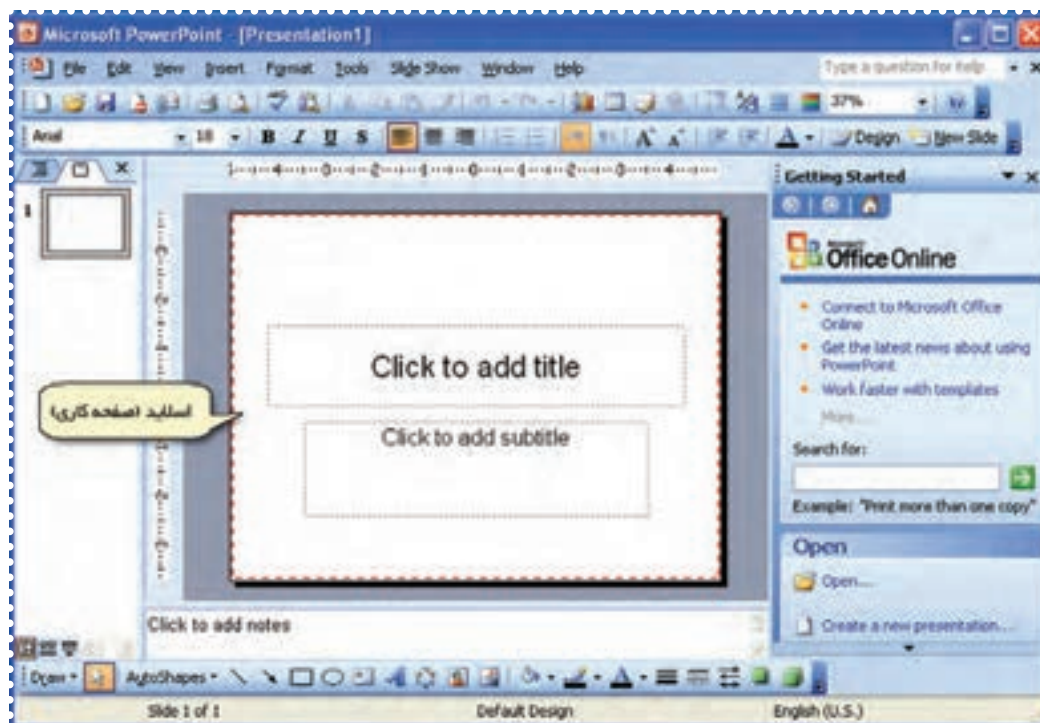 Microsoft PowerPoint - [Presentation1]
File Edit View Insert Format Tools Slide Show Window Help
Type a question for help
37%
Arial 18 B I U S A A A Design New Slide
1
Getting Started
Microsoft
Office Online
Connect to Microsoft Office
Online
Get the latest news about using
PowerPoint
Work faster with templates
More...
Search for:
Example: "Print more than one copy"
Open
Open...
Create a new presentation...
Click to add title
Click to add subtitle
اسلاید (صفحه کاری)
Click to add notes
Draw AutoShapes
Slide 1 of 1 Default Design English (U.S.)